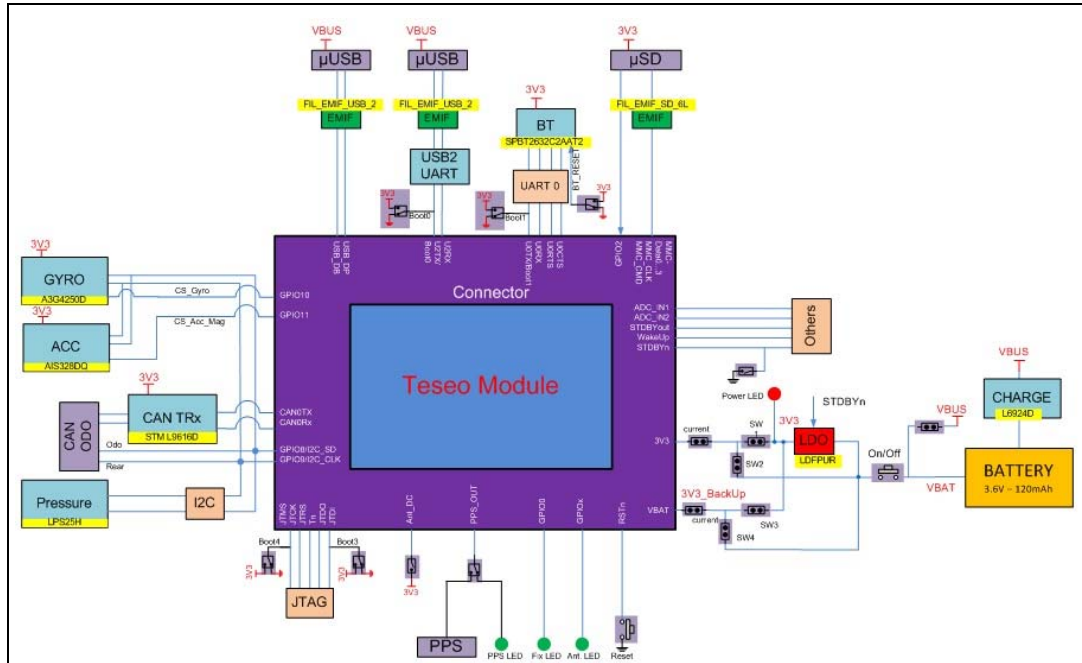 VBUS
VBUS
3V3
µUSB
µUSB
µSD
FIL_EMIF_USB_2
FIL_EMIF_USB_2
3V3
FIL_EMIF_SD_6L
EMIF
EMIF
BT
EMIF
SPBT2632C2AAT2
USB2
UART
UART 0
BT_RESET
3V3
3V3
3V3
Boot0
Boot1
USB_DB
USB_DP
U2TX/
Boot0
U2RX
U0TX/Boot1
U0RX
U0RTS
U0CTS
GPIO2
MMC_CMD
MMC_CLK
Data0...3
MMC-
3V3
GYRO
A3G4250D
CS_Gyro
GPIO10
Connector
ADC_IN1
ADC_IN2
STDBYout
WakeUp
STDBYn
Others
3V3
ACC
AIS328DQ
CS_Acc_Mag
GPIO11
Teseo Module
3V3
CAN TRx
STM L9616D
CAN
ODO
CAN0TX
CAN0Rx
Odo
GPIO8/I2C_SD
Rear
GPIO9/I2C_CLK
Power LED
STDBYn
VBUS
CHARGE
L6924D
3V3
current
SW
3V3
LDO
LDFPUR
SW2
VBUS
On/Off
VBAT
BATTERY
3.6V – 120mAh
Pressure
LPS25H
I2C
3V3_BackUp
VBAT
current
SW3
SW4
JTMS
JTCK
JTRS
Tn
JTDO
JTDI
Ant_DC
PPS_OUT
GPIO0
GPIOx
RSTn
Boot4
Boot3
3V3
3V3
3V3
JTAG
PPS
PPS LED
Fix LED
Ant. LED
Reset